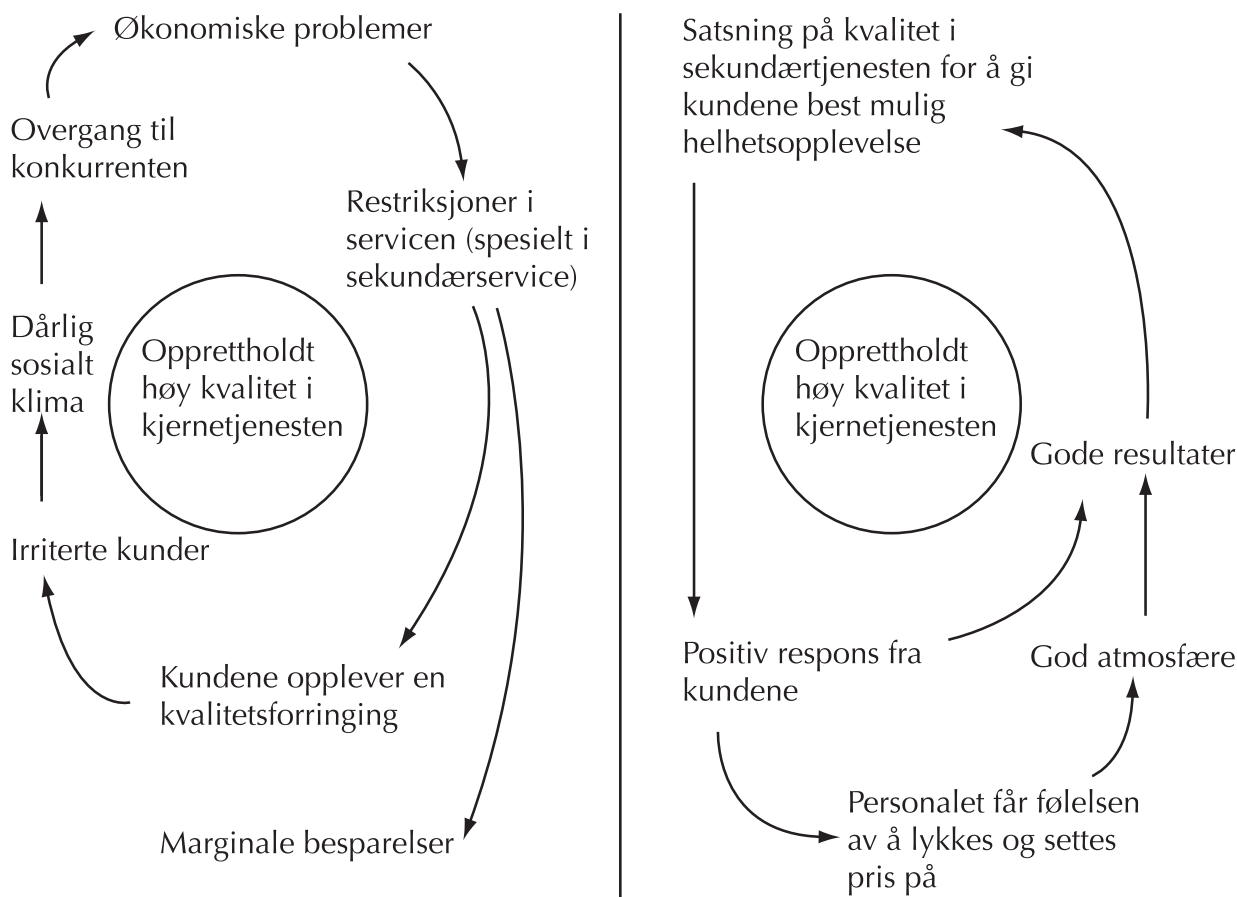 Økonomiske problemer
Overgang til
konkurrenten
Restriksjoner i
servicen (spesielt i
sekundærservice)
Dårlig
sosialt
klima
Opprettholdt
høy kvalitet i
kjernetjenesten
Irriterte kunder
Kundene opplever en
kvalitetsforringing
Marginale besparelser
Satsning på kvalitet i
sekundærtjenesten for å gi
kundene best mulig
helhetsopplevelse
Opprettholdt
høy kvalitet i
kjernetjenesten
Gode resultater
Positiv respons fra
kundene
God atmosfære
Personalet får følelsen
av å lykkes og settes
pris på